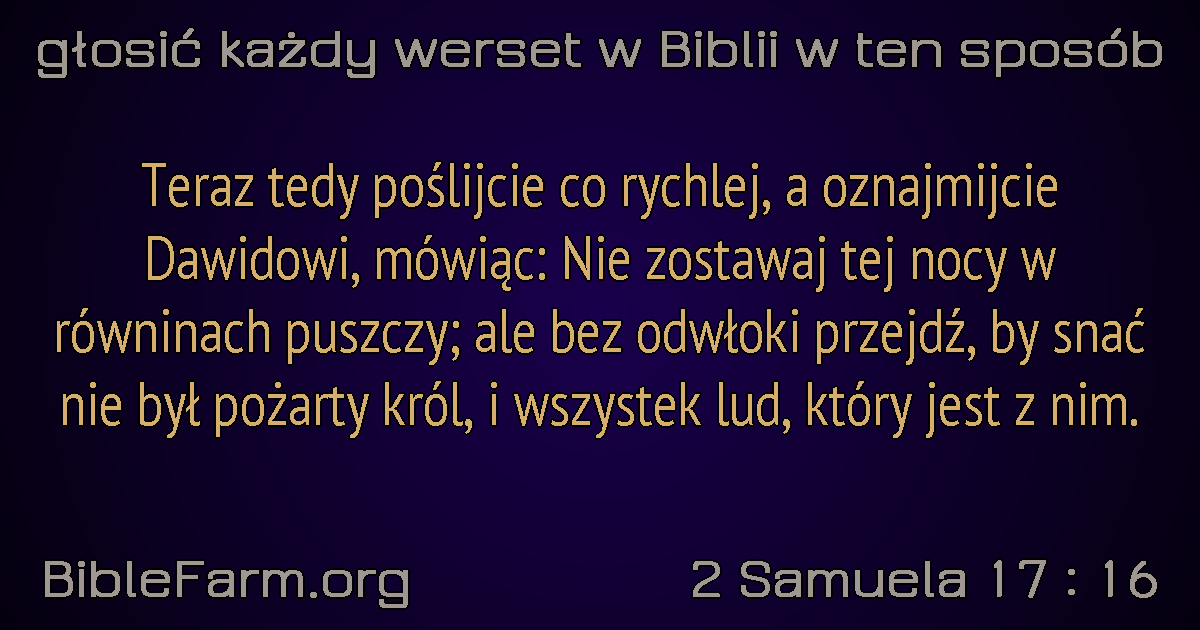 głosić każdy werset w Biblii w ten sposób
Teraz tedy poślijcie co rychlej, a oznajmijcie
Dawidowi, mówiąc: Nie zostawaj tej nocy w
równinach puszczy; ale bez odwłoki przejdź, by snać
nie był pożarty król, i wszystek lud, który jest z nim.
BibleFarm.org
2 Samuela 17 : 16